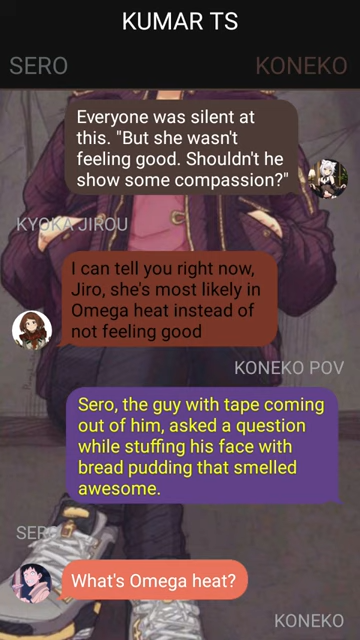 KUMAR TS
SERO
KONEKO
Everyone was silent at
this. "But she wasn't
feeling good. Shouldn't he
show some compassion?"
KYOKA JIROU
I can tell you right now,
Jiro, she's most likely in
Omega heat instead of
not feeling good
KONEKO POV
Sero, the guy with tape coming
out of him, asked a question
while stuffing his face with
bread pudding that smelled
awesome.
SERO
What's Omega heat?
KONEKO